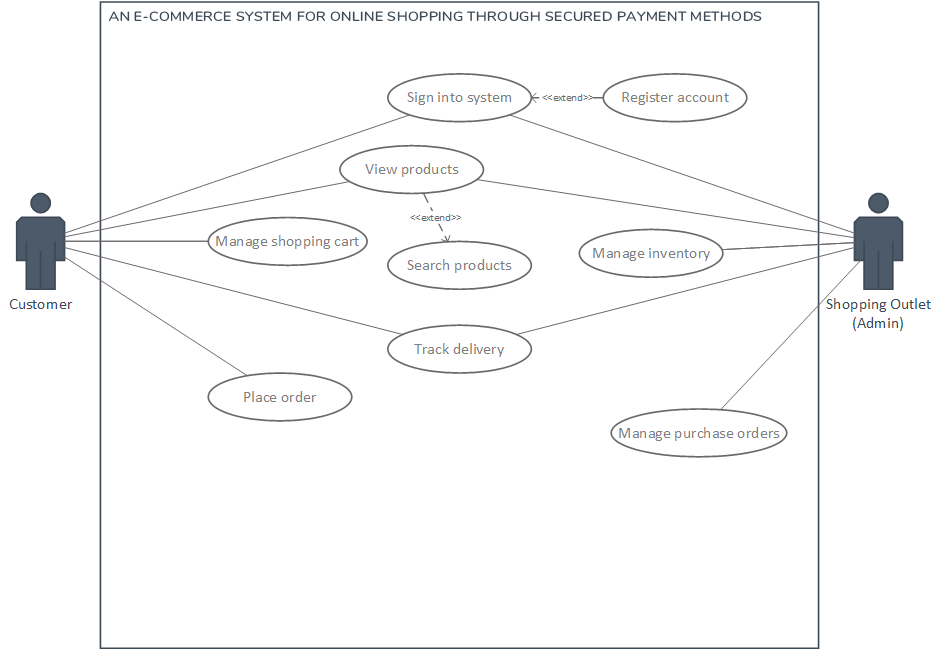 AN E-COMMERCE SYSTEM FOR ONLINE SHOPPING THROUGH SECURED PAYMENT METHODS
Sign into system
<<extend>>
Register account
View products
<<extend>>
Manage shopping cart
Search products
Manage inventory
Customer
Shopping Outlet
(Admin)
Track delivery
Place order
Manage purchase orders